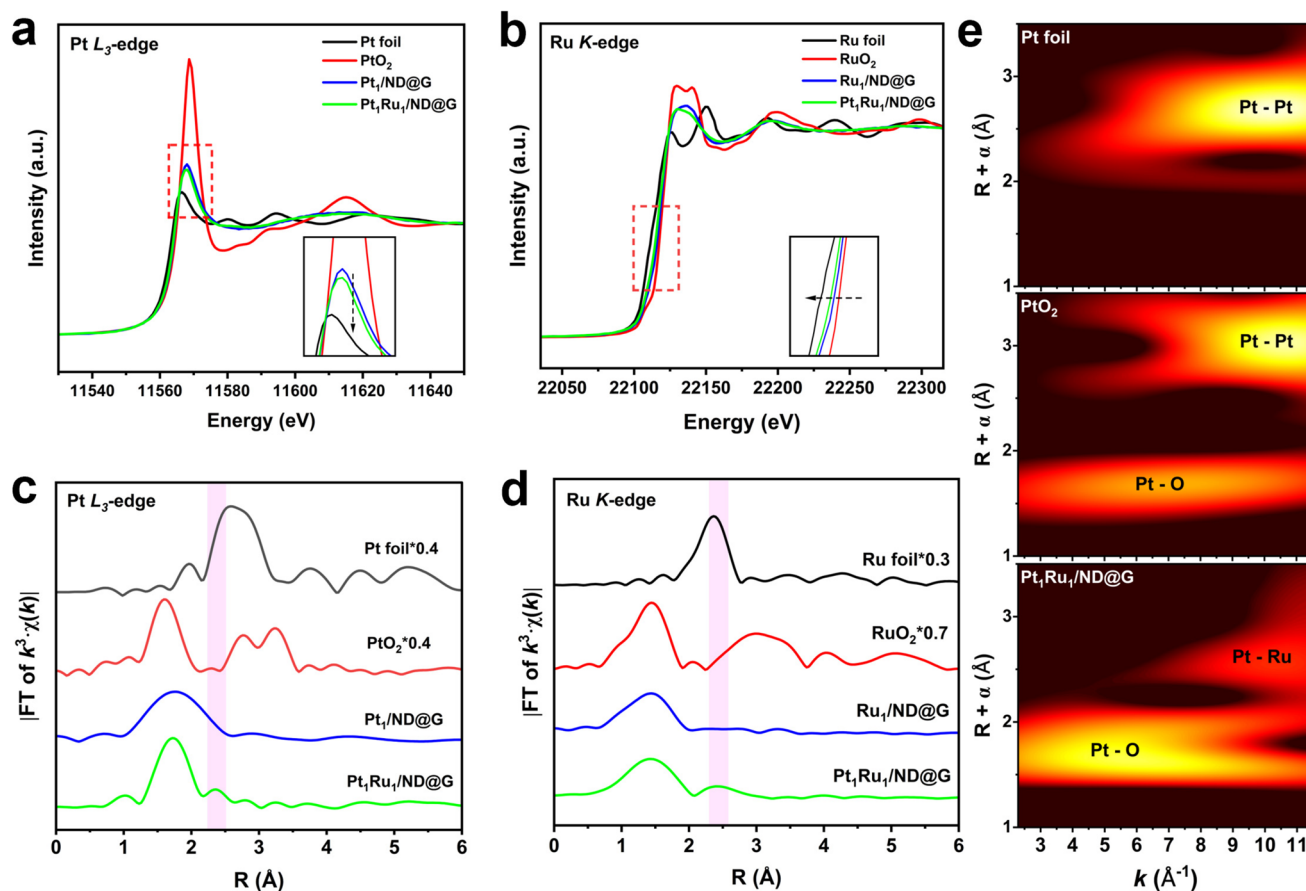 a
Pt L₃-edge
Pt foil
PtO₂
Pt₁/ND@G
Pt₁Ru₁/ND@G
Intensity (a.u.)
11540 11560 11580 11600 11620 11640
Energy (eV)
b
Ru K-edge
Ru foil
RuO₂
Ru₁/ND@G
Pt₁Ru₁/ND@G
Intensity (a.u.)
22050 22100 22150 22200 22250 22300
Energy (eV)
c
Pt L₃-edge
Pt foil*0.4
PtO₂*0.4
Pt₁/ND@G
Pt₁Ru₁/ND@G
|FT of k³·χ(k)|
0 1 2 3 4 5 6
R (Å)
d
Ru K-edge
Ru foil*0.3
RuO₂*0.7
Ru₁/ND@G
Pt₁Ru₁/ND@G
|FT of k³·χ(k)|
0 1 2 3 4 5 6
R (Å)
e
Pt foil
Pt - Pt
3
2
1
R + α (Å)
PtO₂
Pt - Pt
Pt - O
3
2
1
R + α (Å)
Pt₁Ru₁/ND@G
Pt - Ru
Pt - O
3
2
1
R + α (Å)
3 4 5 6 7 8 9 10 11
k (Å⁻¹)